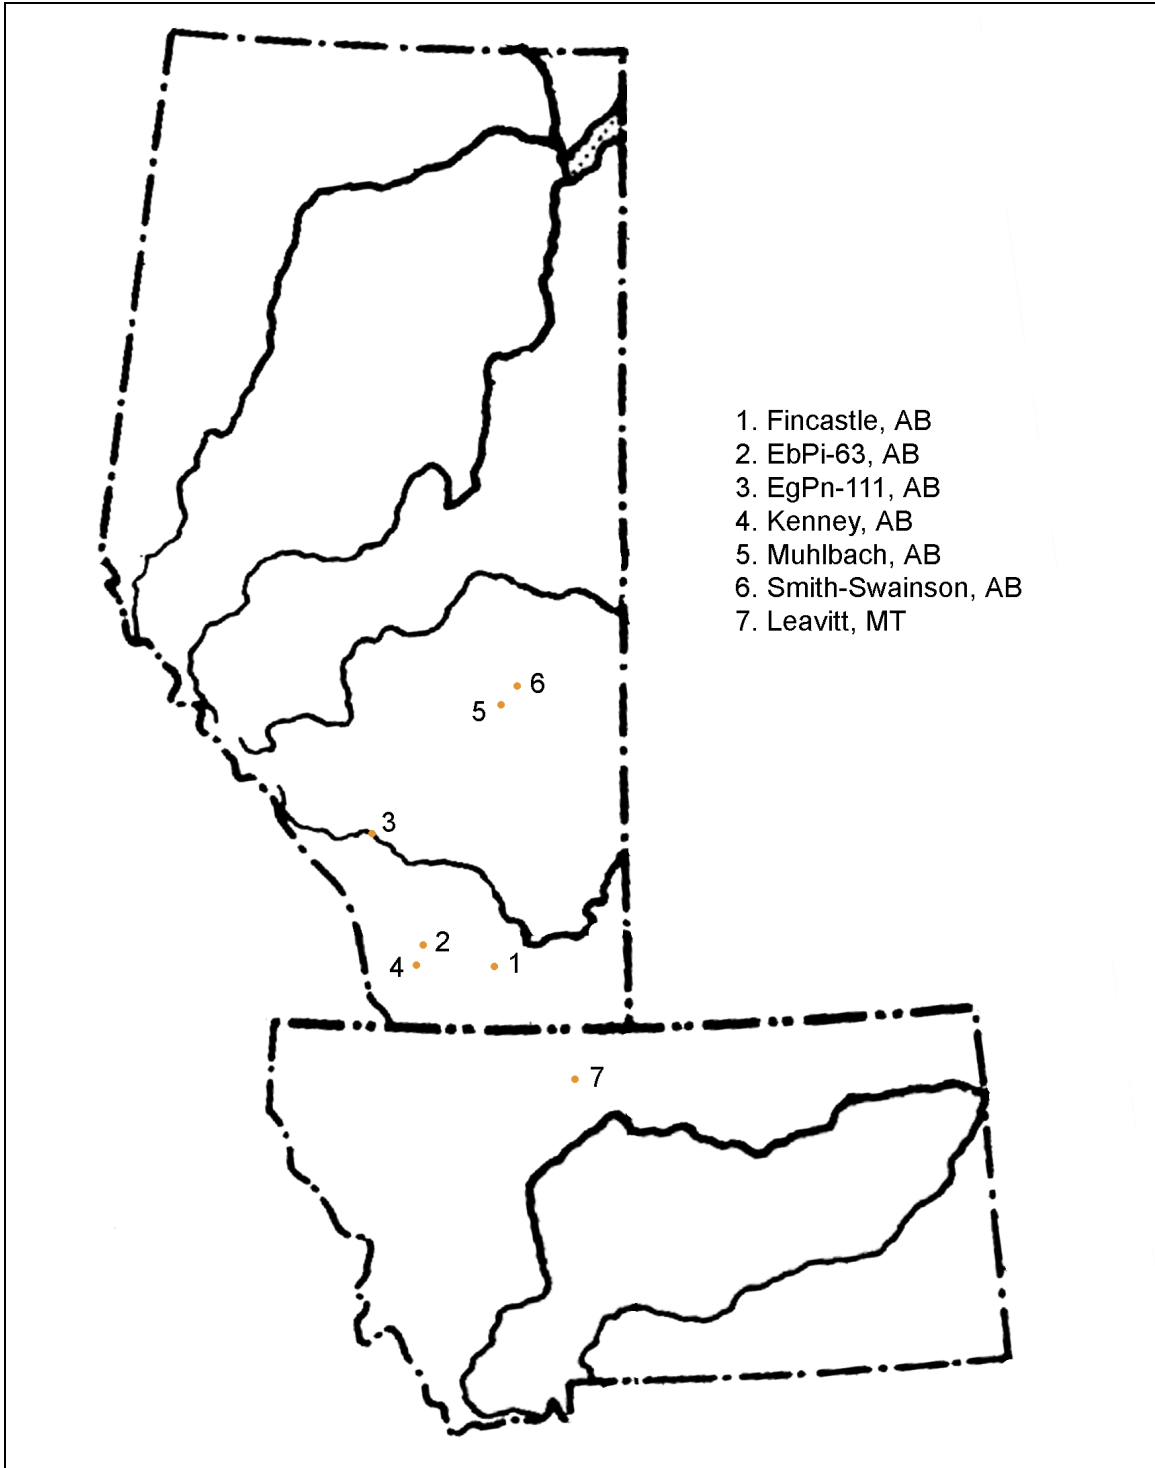 1. Fincastle, AB
2. EbPi-63, AB
3. EgPn-111, AB
4. Kenney, AB
5. Muhlbach, AB
6. Smith-Swainson, AB
7. Leavitt, MT
6
5
3
2
4
1
7